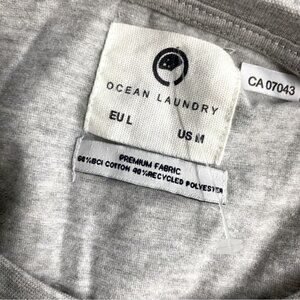 OCEAN LAUNDRY
EU L
US M
CA 07043
PREMIUM FABRIC
60%BCI COTTON 40%RECYCLED POLYESTER